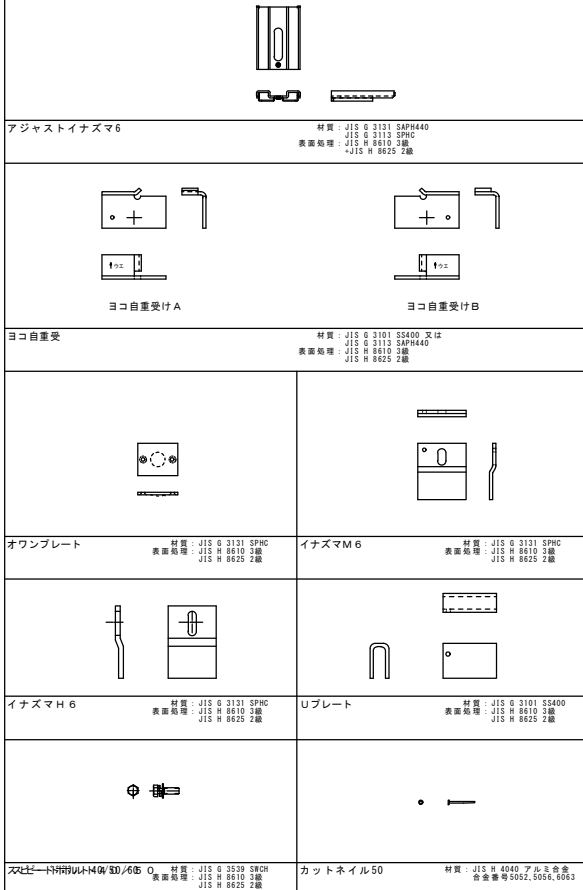 アジャストイナズマ6
材質：JIS G 3131 SAPH440
JIS G 3113 SPHC
表面処理：JIS H 8610 3級
+JIS H 8625 2級
ウエ
ウエ
ヨコ自重受けA
ヨコ自重受けB
ヨコ自重受
材質：JIS G 3101 SS400 又は
JIS G 3113 SAPH440
表面処理：JIS H 8610 3級
JIS H 8625 2級
オワンプレート
材質：JIS G 3131 SPHC
表面処理：JIS H 8610 3級
JIS H 8625 2級
イナズマM6
材質：JIS G 3131 SPHC
表面処理：JIS H 8610 3級
JIS H 8625 2級
イナズマH6
材質：JIS G 3131 SPHC
表面処理：JIS H 8610 3級
JIS H 8625 2級
Uプレート
材質：JIS G 3101 SS400
表面処理：JIS H 8610 3級
JIS H 8625 2級
材質：JIS G 3539 SWCH
表面処理：JIS H 8610 3級
JIS H 8625 2級
カットネイル50
材質：JIS H 4040 アルミ合金
合金番号5052,5056,6063